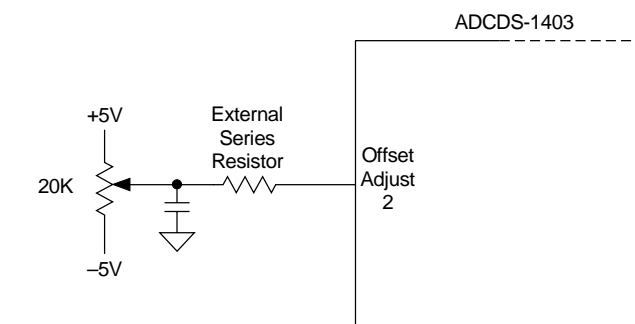 ADCDS-1403
+5V
External
Series
Resistor
20K
Offset
Adjust
2
–5V